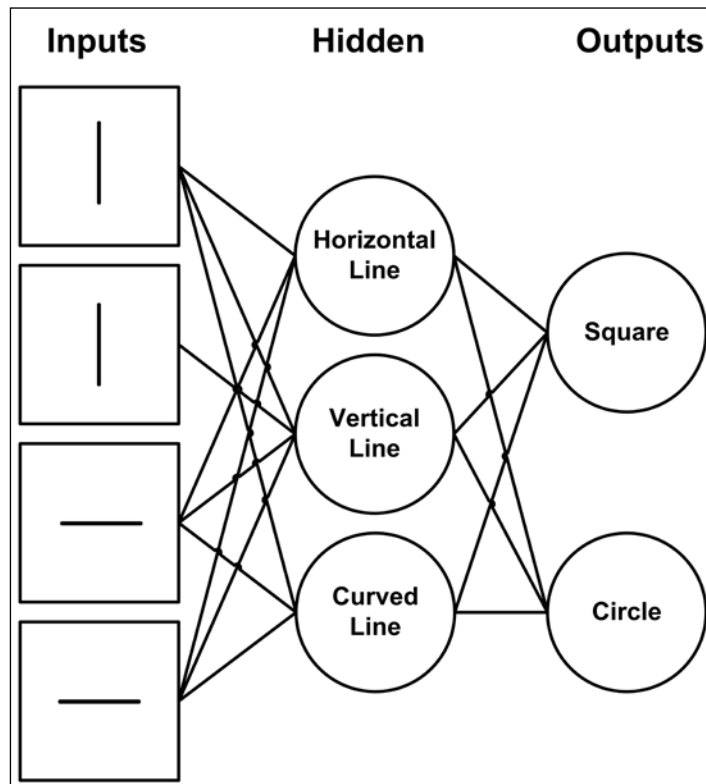 Inputs Hidden Outputs
Horizontal
Line
Square
Vertical
Line
Curved
Line
Circle